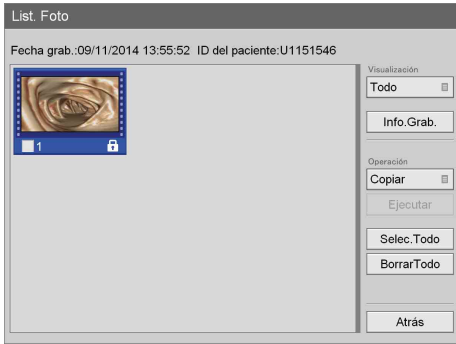 List. Foto
Fecha grab.:09/11/2014 13:55:52 ID del paciente:U1151546
1
Visualización
Todo
Info.Grab.
Operación
Copiar
Ejecutar
Selec.Todo
BorrarTodo
Atrás